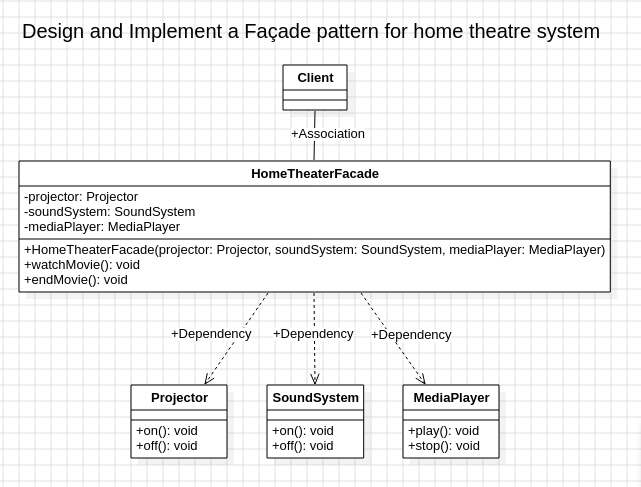 Design and Implement a Façade pattern for home theatre system
Client
+Association
HomeTheaterFacade
-projector: Projector
-soundSystem: SoundSystem
-mediaPlayer: MediaPlayer
+HomeTheaterFacade(projector: Projector, soundSystem: SoundSystem, mediaPlayer: MediaPlayer)
+watchMovie(): void
+endMovie(): void
+Dependency +Dependency +Dependency
Projector
+on(): void
+off(): void
SoundSystem
+on(): void
+off(): void
MediaPlayer
+play(): void
+stop(): void